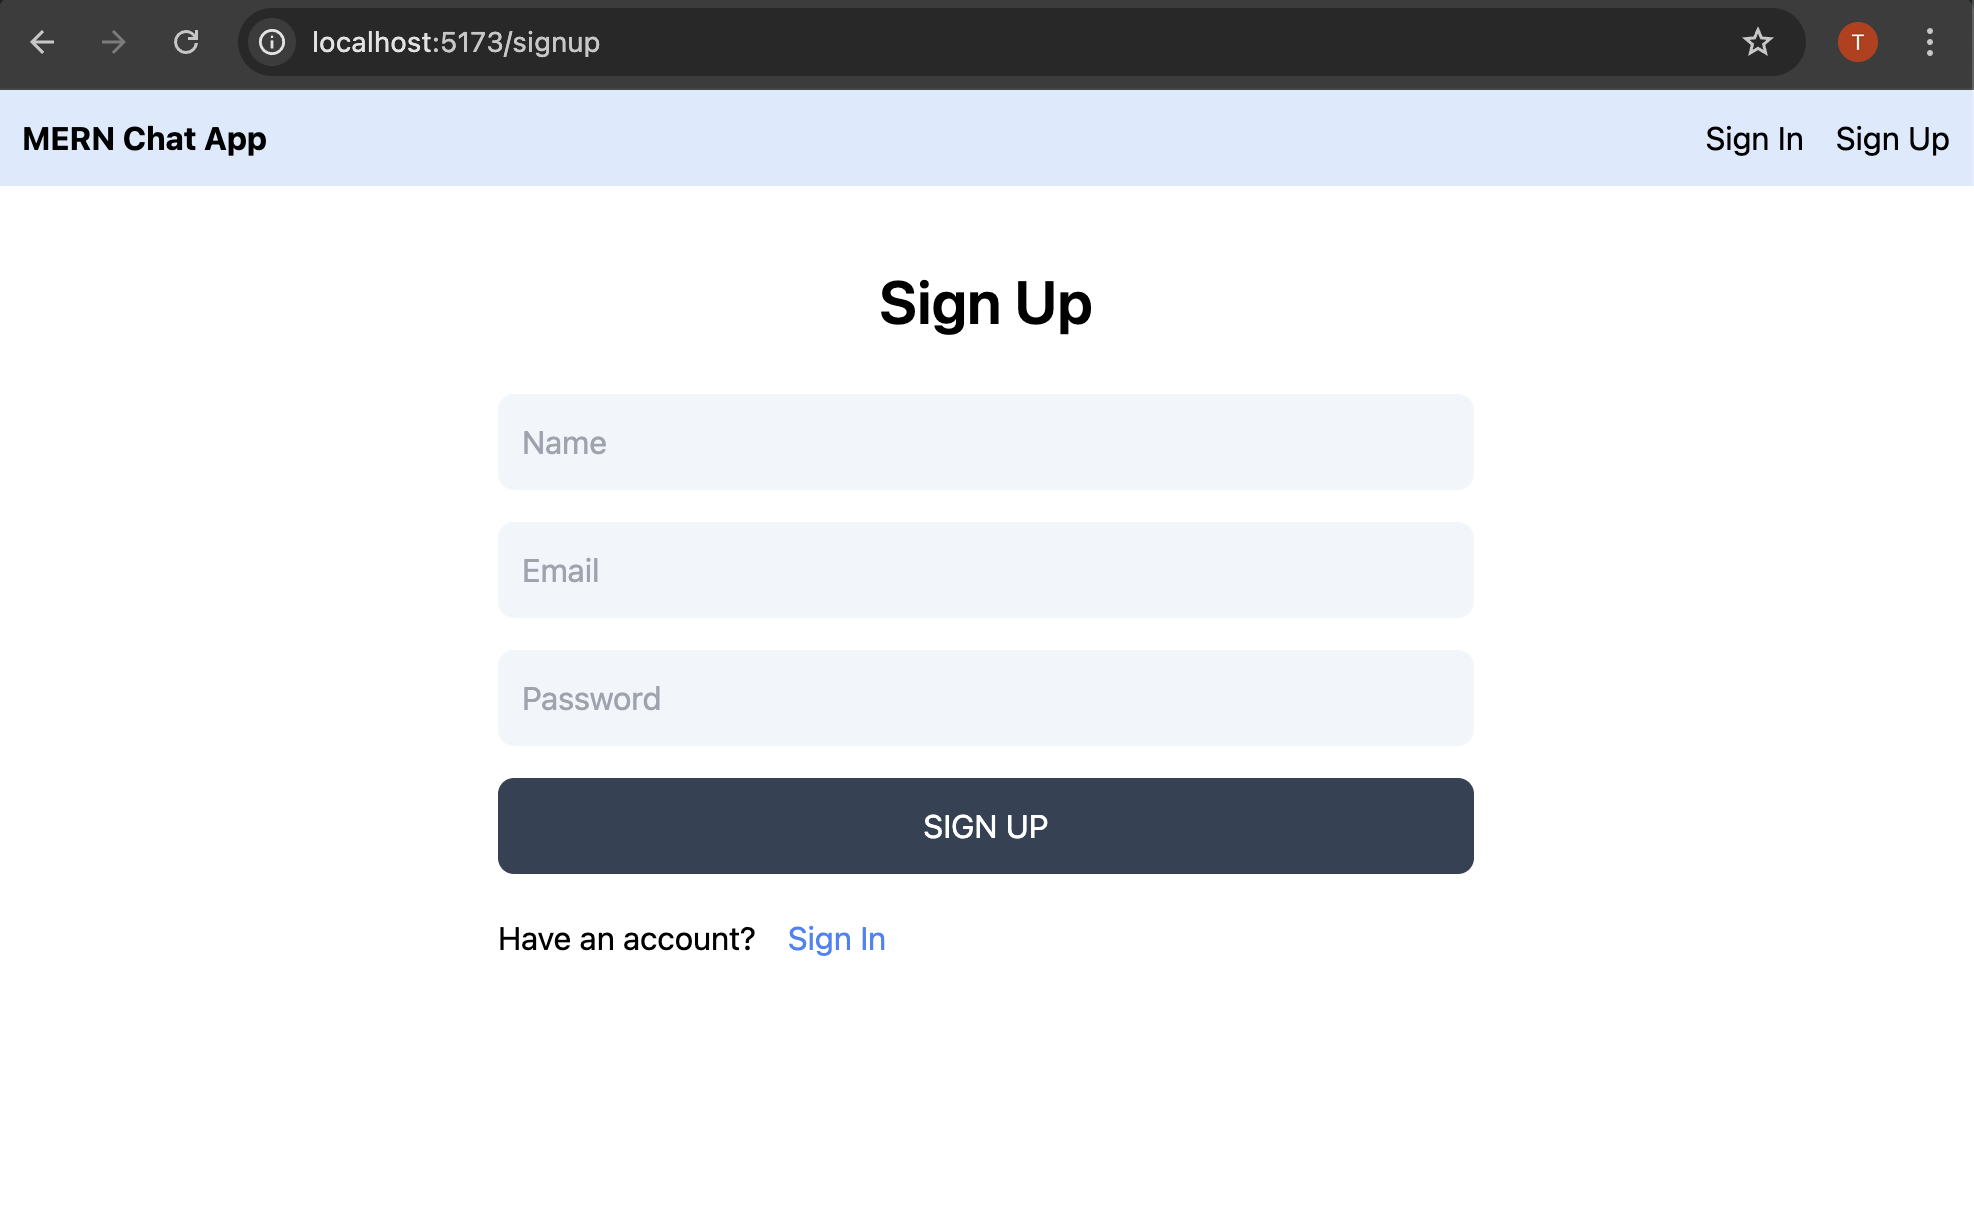 localhost:5173/signup
T
MERN Chat App
Sign In Sign Up
Sign Up
Name
Email
Password
SIGN UP
Have an account? Sign In